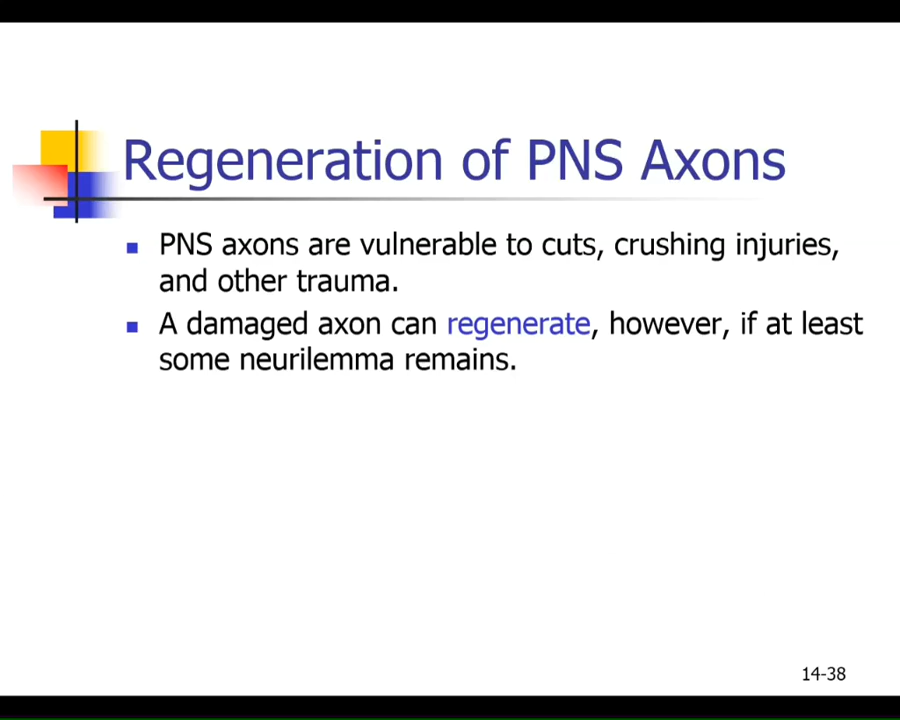 Regeneration of PNS Axons
PNS axons are vulnerable to cuts, crushing injuries,
and other trauma.
A damaged axon can regenerate, however, if at least
some neurilemma remains.
14-38